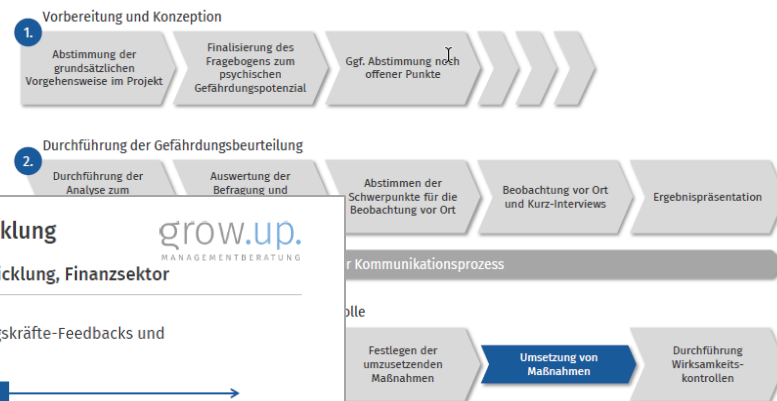 Vorbereitung und Konzeption
1.
Abstimmung der
grundsätzlichen
Vorgehensweise im Projekt
Finalisierung des
Fragebogens zum
psychischen
Gefährdungspotenzial
Ggf. Abstimmung noch
offener Punkte
Durchführung der Gefährdungsbeurteilung
2.
Durchführung der
Analyse zum
Auswertung der
Befragung und
Abstimmen der
Schwerpunkte für die
Beobachtung vor Ort
Beobachtung vor Ort
und Kurz-Interviews
Ergebnispräsentation
klung
grow.up.
MANAGEMENTBERATUNG
icklung, Finanzsektor
gskräfte-Feedbacks und
r Kommunikationsprozess
olle
Festlegen der
umzusetzenden
Maßnahmen
Umsetzung von
Maßnahmen
Durchführung
Wirksamkeits-
kontrollen